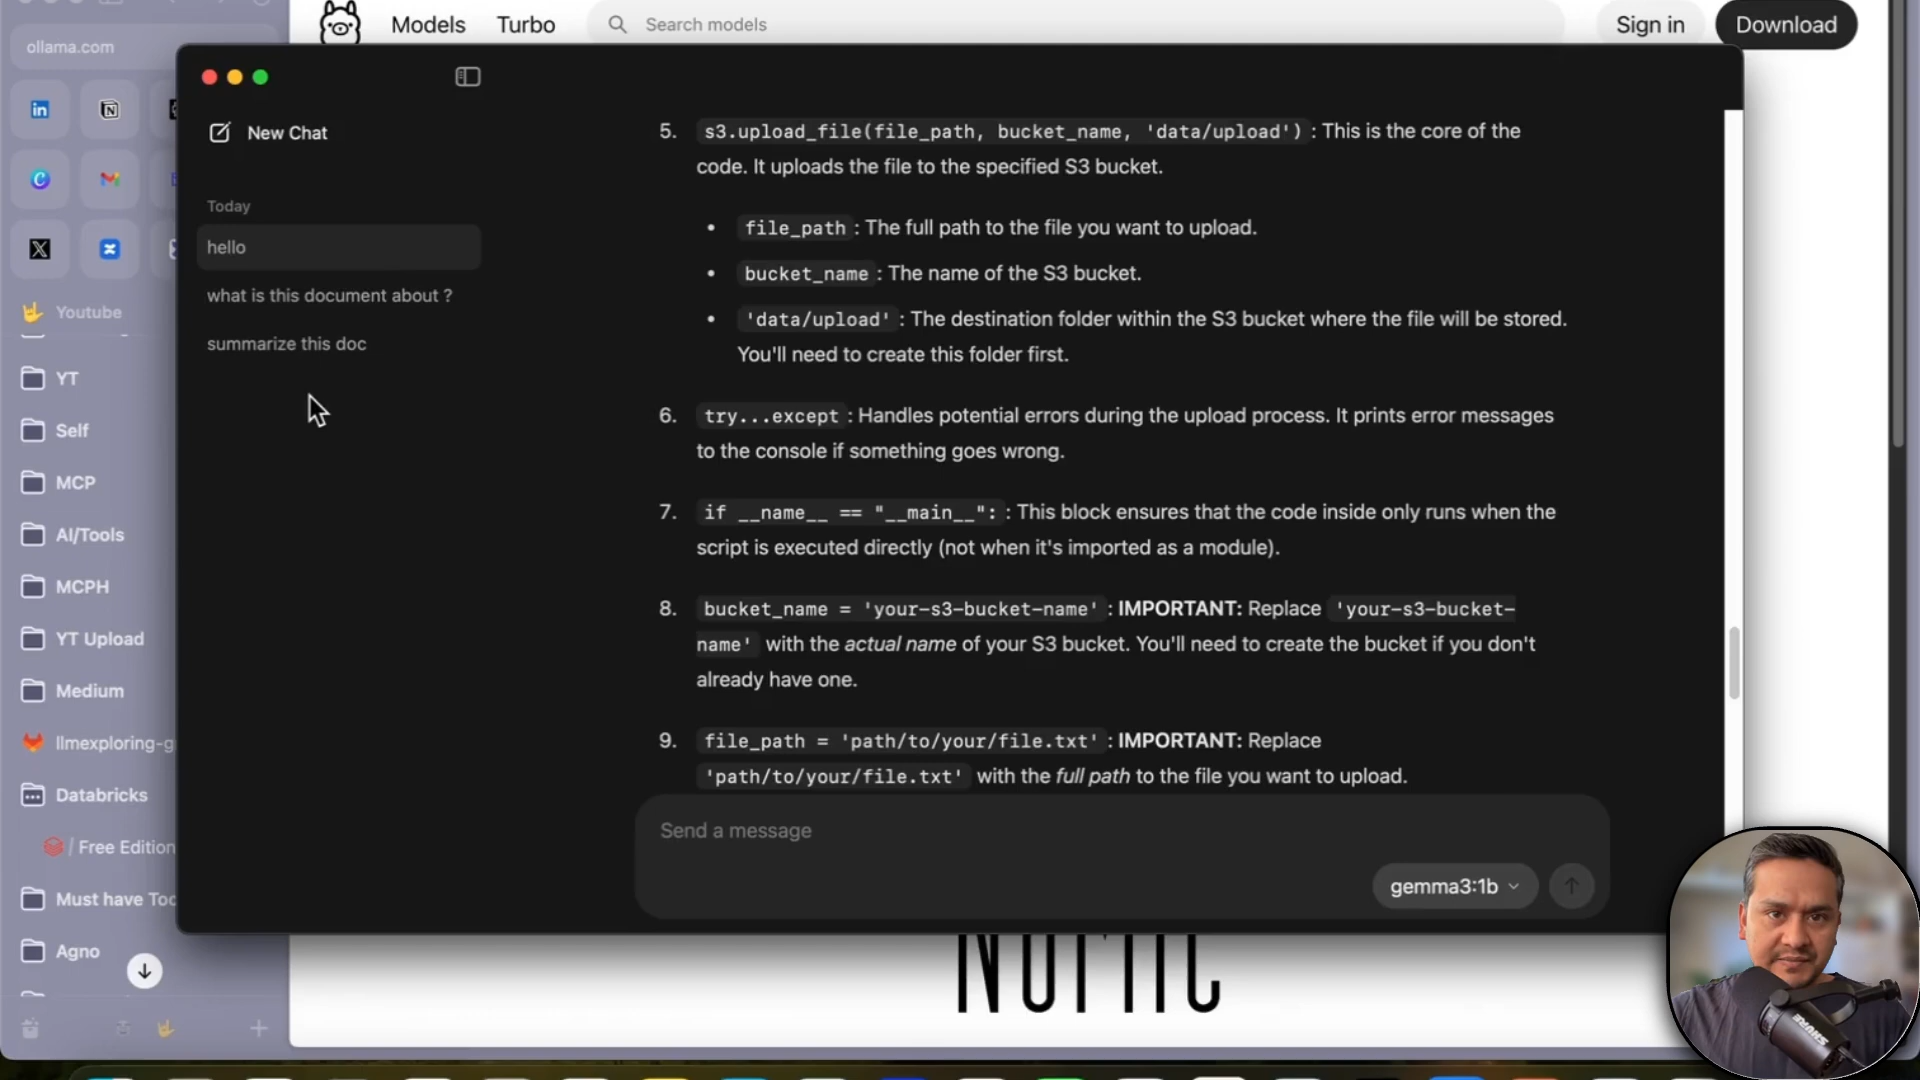 ollama.com
Models
Turbo
Search models
Sign in
Download
New Chat
Today
hello
what is this document about ?
summarize this doc
Youtube
YT
Self
MCP
AI/Tools
MCPH
YT Upload
Medium
llmexploring-g
Databricks
/ Free Edition
Must have Too
Agno
5. s3.upload_file(file_path, bucket_name, 'data/upload') : This is the core of the
code. It uploads the file to the specified S3 bucket.
• file_path : The full path to the file you want to upload.
• bucket_name : The name of the S3 bucket.
• 'data/upload' : The destination folder within the S3 bucket where the file will be stored.
You'll need to create this folder first.
6. try...except : Handles potential errors during the upload process. It prints error messages
to the console if something goes wrong.
7. if __name__ == "__main__": : This block ensures that the code inside only runs when the
script is executed directly (not when it's imported as a module).
8. bucket_name = 'your-s3-bucket-name' : IMPORTANT: Replace 'your-s3-bucket-
name' with the actual name of your S3 bucket. You'll need to create the bucket if you don't
already have one.
9. file_path = 'path/to/your/file.txt' : IMPORTANT: Replace
'path/to/your/file.txt' with the full path to the file you want to upload.
Send a message
gemma3:1b
SHURE